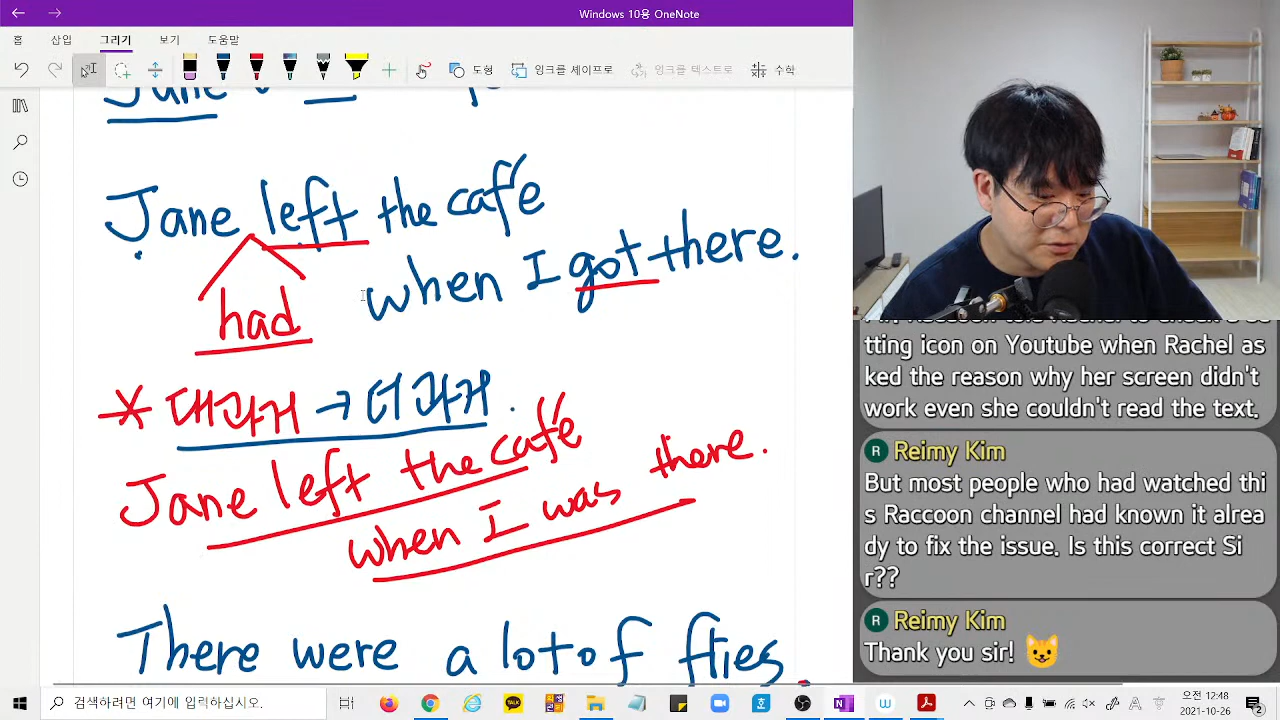 Windows 10용 OneNote
홈 삽입 그리기 보기 도움말
도형 잉크를 셰이프로 잉크를 텍스트로 수학
Jane left the café
when I got there.
had
* 대과거 → 더 과거.
Jane left the café
when I was there.
There were a lot of flies
tting icon on Youtube when Rachel as
ked the reason why her screen didn't
work even she couldn't read the text.
R Reimy Kim
But most people who had watched thi
s Raccoon channel had known it alrea
dy to fix the issue. Is this correct Si
r??
R Reimy Kim
Thank you sir!
검색하려면 여기에 입력하십시오.
TALK
오전 11:48
2021-10-26
2